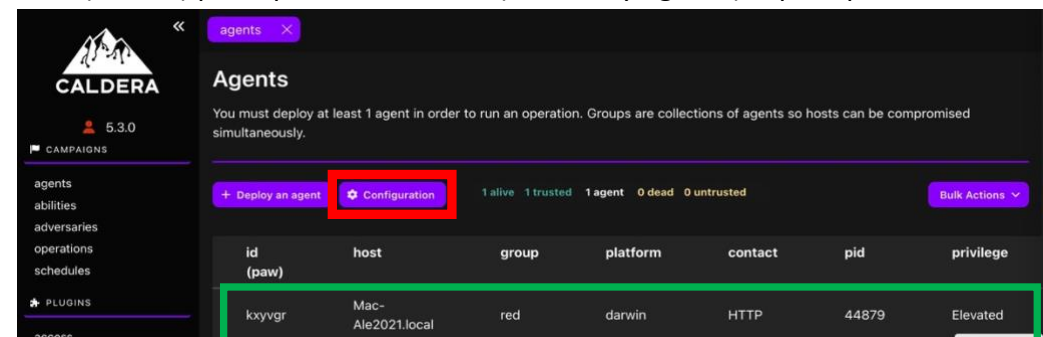 «
agents ×
CALDERA
5.3.0
CAMPAIGNS
agents
abilities
adversaries
operations
schedules
PLUGINS
Agents
You must deploy at least 1 agent in order to run an operation. Groups are collections of agents so hosts can be compromised
simultaneously.
+ Deploy an agent Configuration 1 alive 1 trusted 1 agent 0 dead 0 untrusted Bulk Actions
id (paw) host group platform contact pid privilege
kxyvgr Mac-Ale2021.local red darwin HTTP 44879 Elevated